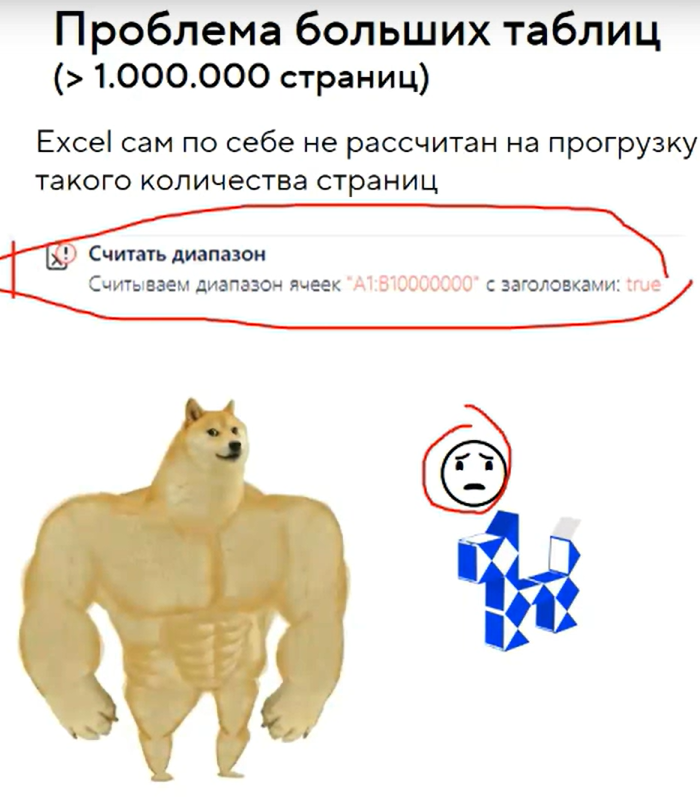 Проблема больших таблиц
(> 1.000.000 страниц)
Excel сам по себе не рассчитан на прогрузку
такого количества страниц
Считать диапазон
Считываем диапазон ячеек "A1:B10000000" с заголовками: true